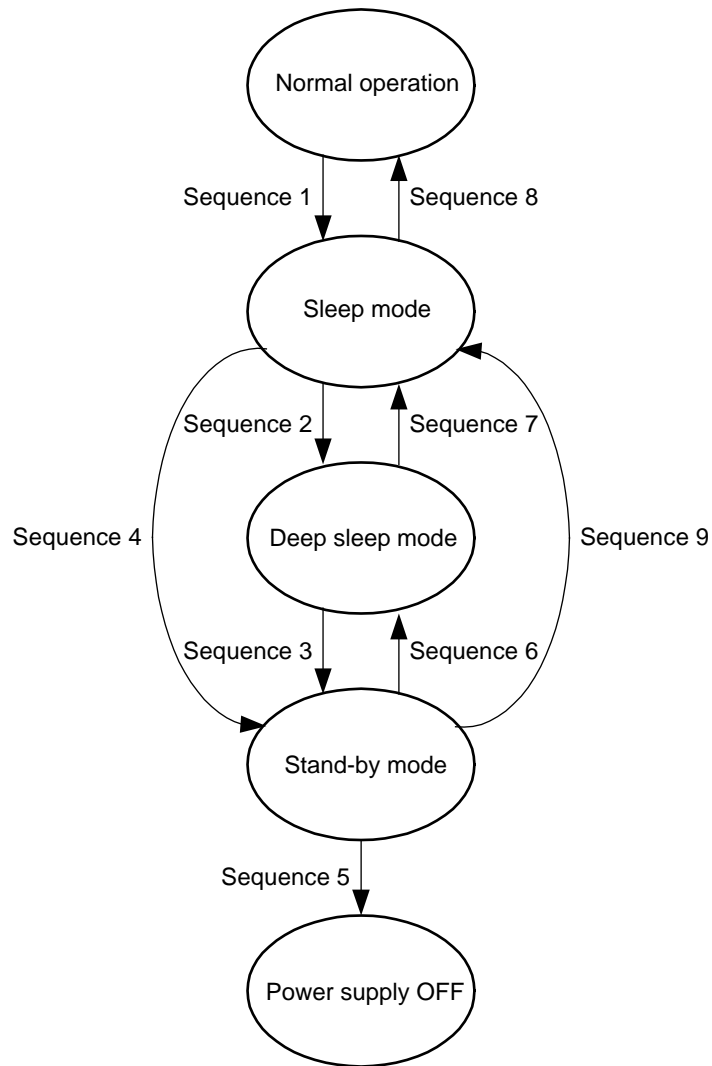 Normal operation
Sequence 1
Sequence 8
Sleep mode
Sequence 2
Sequence 7
Sequence 4
Deep sleep mode
Sequence 9
Sequence 3
Sequence 6
Stand-by mode
Sequence 5
Power supply OFF